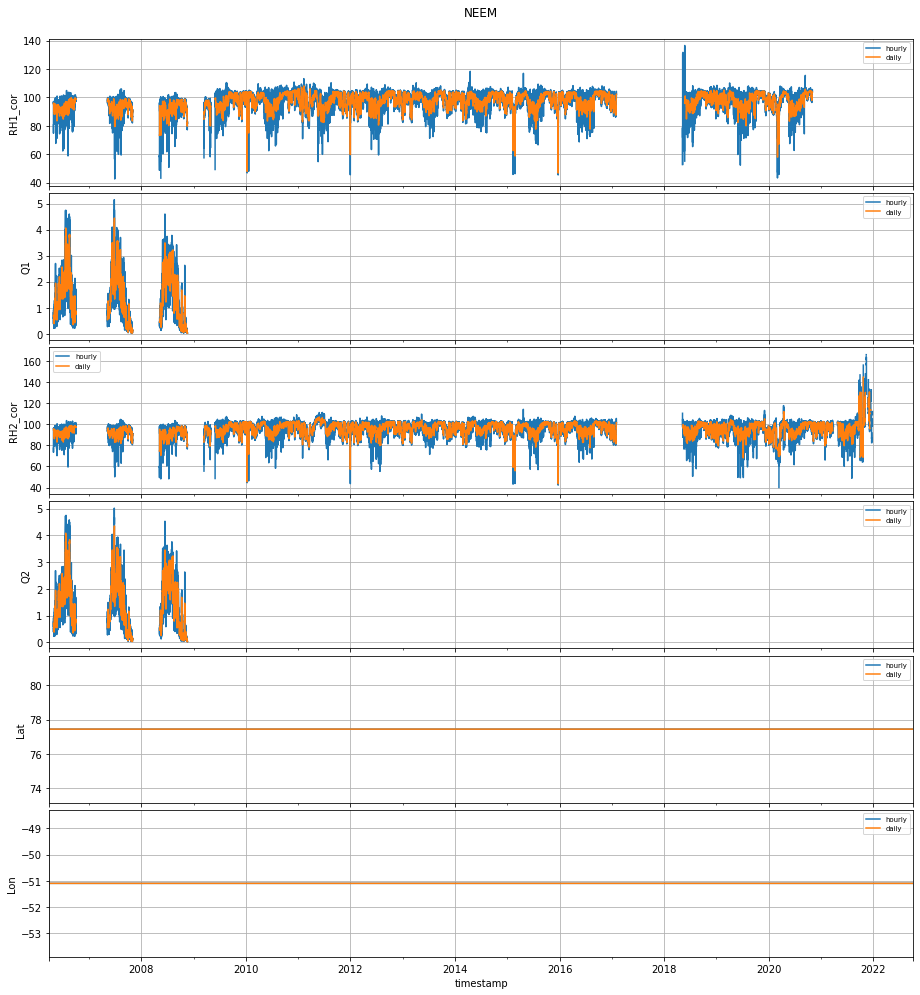 NEEM
140
120
100
80
60
40
RH1_cor
hourly
daily
5
4
3
2
1
0
Q1
hourly
daily
160
140
120
100
80
60
40
RH2_cor
hourly
daily
5
4
3
2
1
0
Q2
hourly
daily
80
78
76
74
Lat
hourly
daily
−49
−50
−51
−52
−53
Lon
hourly
daily
2008 2010 2012 2014 2016 2018 2020 2022
timestamp